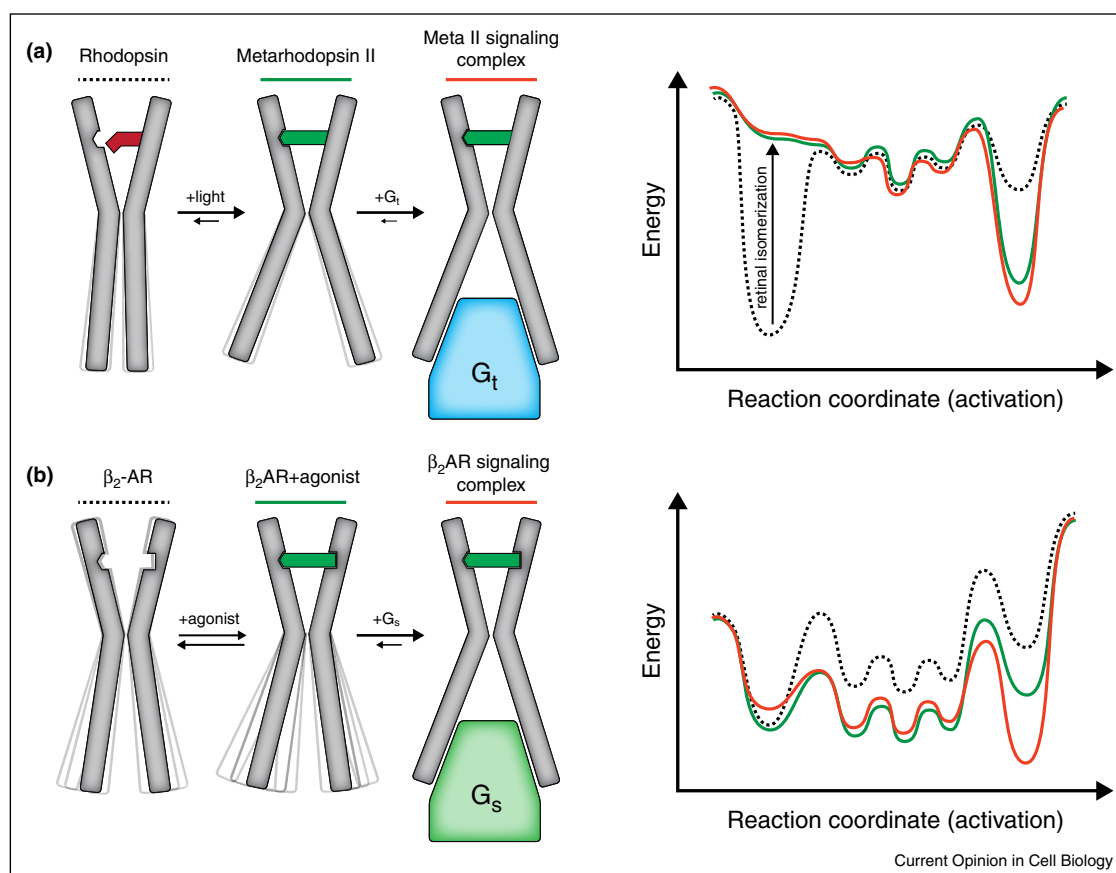 (a)
Rhodopsin
Metarhodopsin II
Meta II signaling
complex
+light
+Gt
Gt
Energy
retinal isomerization
Reaction coordinate (activation)
(b)
β2-AR
β2AR+agonist
β2AR signaling
complex
+agonist
+Gs
Gs
Energy
Reaction coordinate (activation)
Current Opinion in Cell Biology